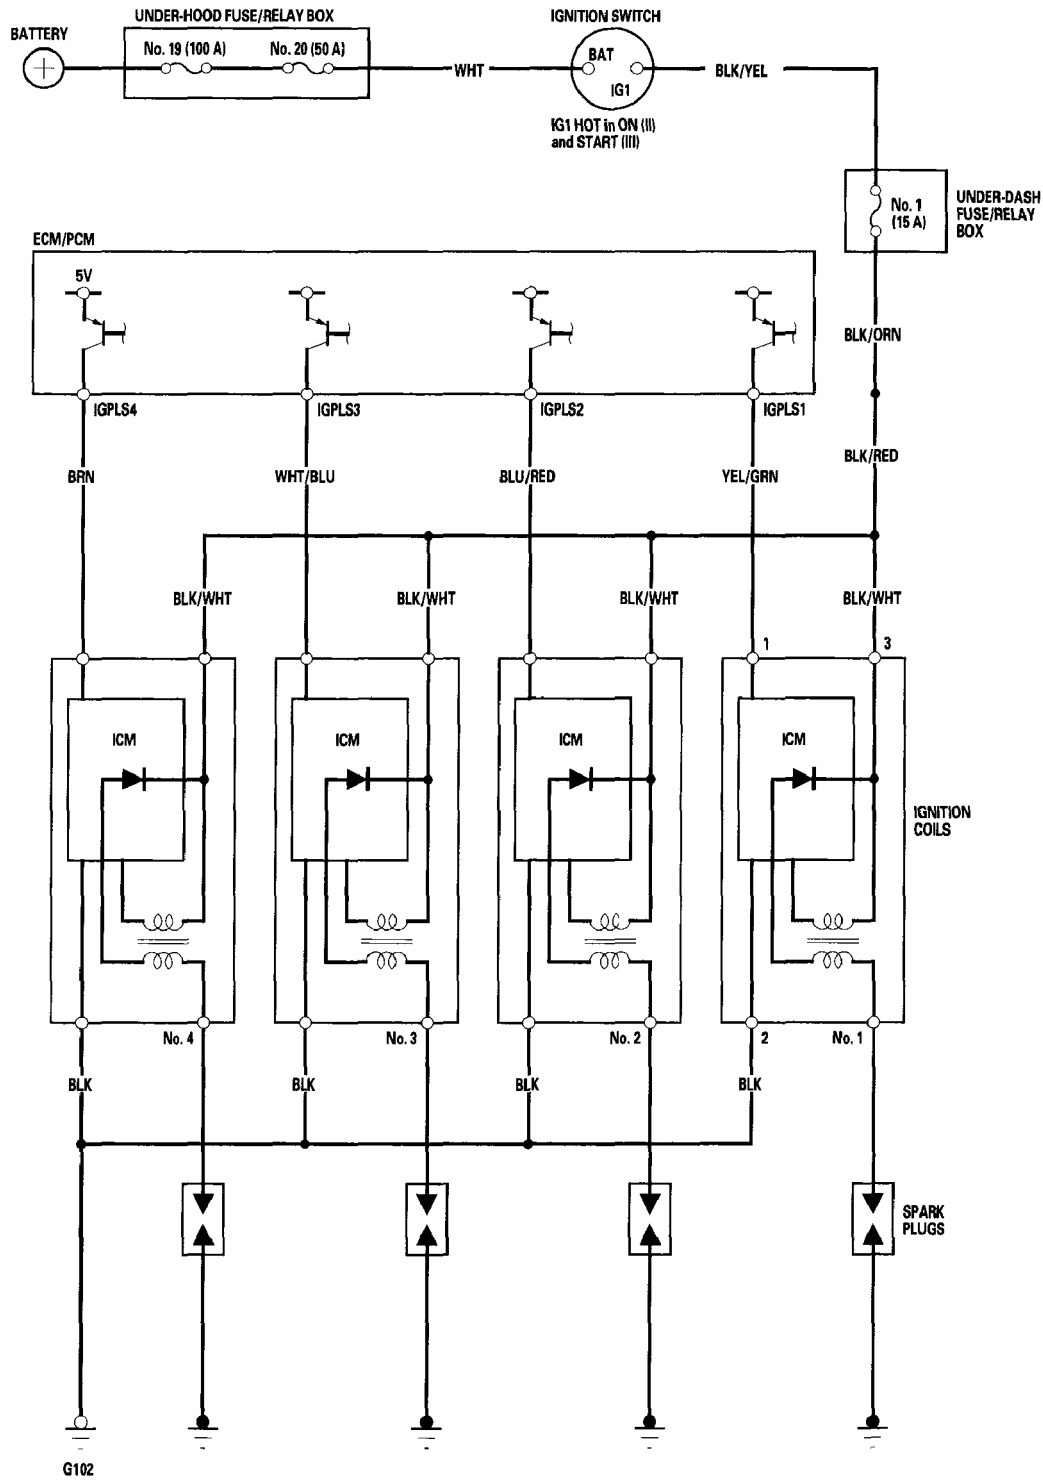 UNDER-HOOD FUSE/RELAY BOX
IGNITION SWITCH
BATTERY
No. 19 (100 A)
No. 20 (50 A)
BAT
WHT
BLK/YEL
IG1
IG1 HOT in ON (II)
and START (III)
No. 1
(15 A)
UNDER-DASH
FUSE/RELAY
BOX
ECM/PCM
5V
BLK/ORN
IGPLS4
IGPLS3
IGPLS2
IGPLS1
BLK/RED
BRN
WHT/BLU
BLU/RED
YEL/GRN
BLK/WHT
BLK/WHT
BLK/WHT
BLK/WHT
1
3
ICM
ICM
ICM
ICM
IGNITION
COILS
No. 4
No. 3
No. 2
2
No. 1
BLK
BLK
BLK
BLK
SPARK
PLUGS
G102